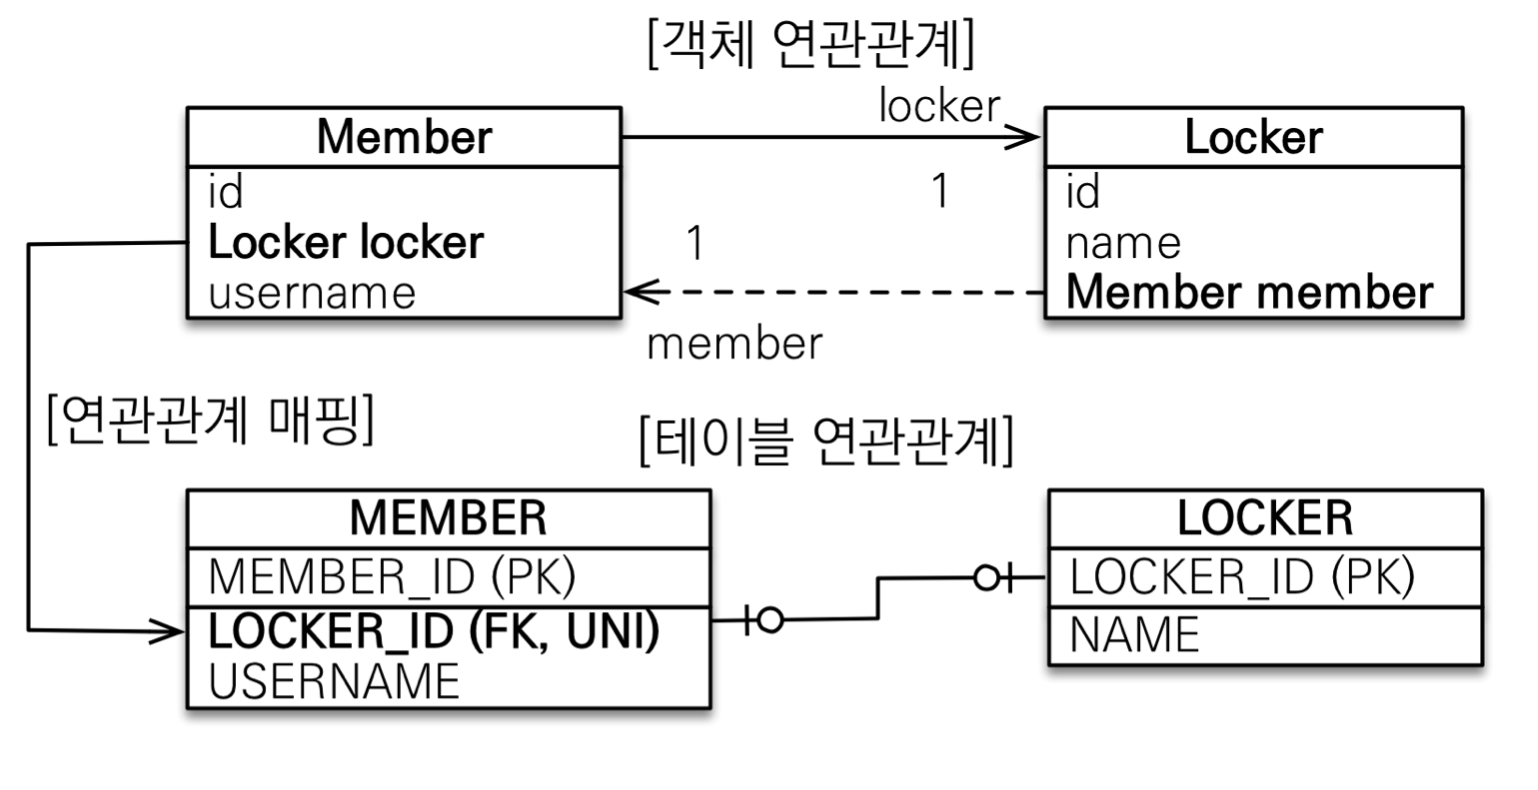 [객체 연관관계]
locker
Member
id
Locker locker
username
1
1
member
Locker
id
name
Member member
[연관관계 매핑]
[테이블 연관관계]
MEMBER
MEMBER_ID (PK)
LOCKER_ID (FK, UNI)
USERNAME
LOCKER
LOCKER_ID (PK)
NAME